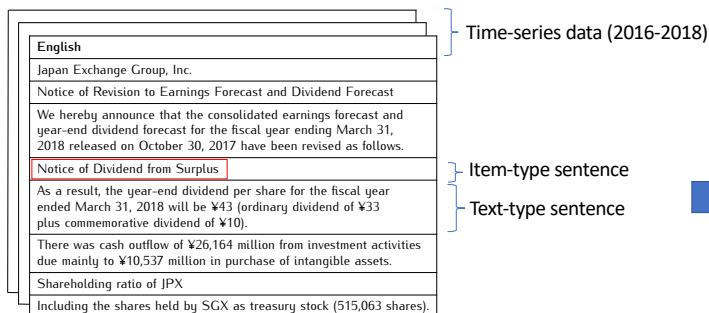 English
Time-series data (2016-2018)
Japan Exchange Group, Inc.
Notice of Revision to Earnings Forecast and Dividend Forecast
We hereby announce that the consolidated earnings forecast and
year-end dividend forecast for the fiscal year ending March 31,
2018 released on October 30, 2017 have been revised as follows.
Notice of Dividend from Surplus
Item-type sentence
As a result, the year-end dividend per share for the fiscal year
ended March 31, 2018 will be ¥43 (ordinary dividend of ¥33
plus commemorative dividend of ¥10).
Text-type sentence
There was cash outflow of ¥26,164 million from investment activities
due mainly to ¥10,537 million in purchase of intangible assets.
Shareholding ratio of JPX
Including the shares held by SGX as treasury stock (515,063 shares).